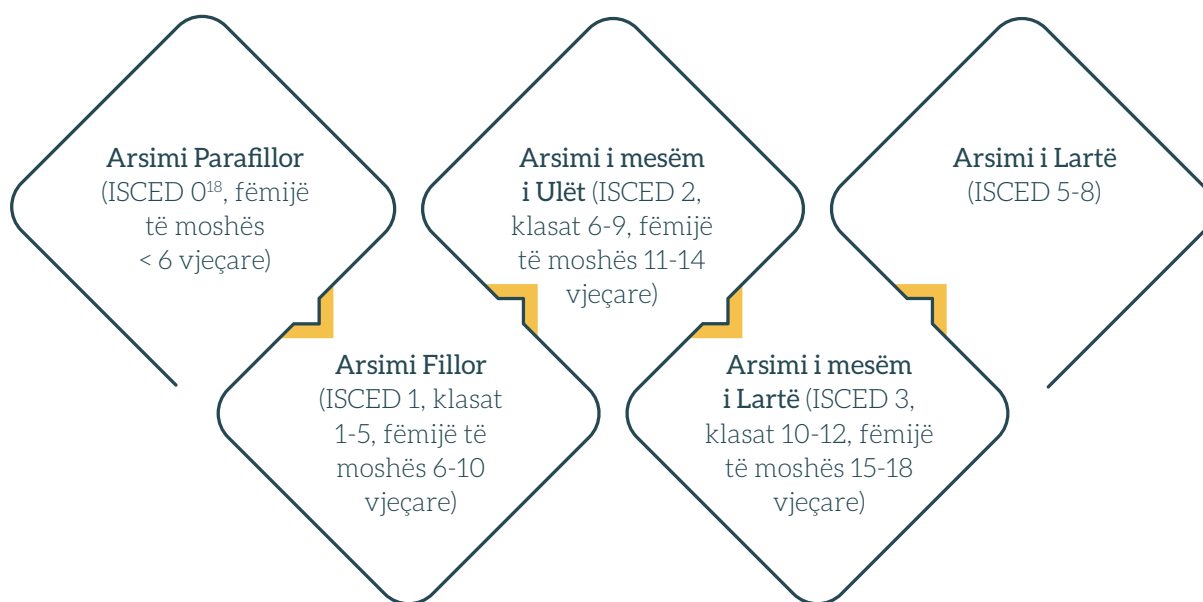 Arsimi Parafillor
(ISCED 0¹⁸, fëmijë
të moshës
< 6 vjeçare)
Arsimi Fillor
(ISCED 1, klasat
1-5, fëmijë të
moshës 6-10
vjeçare)
Arsimi i mesëm
i Ulët (ISCED 2,
klasat 6-9, fëmijë
të moshës 11-14
vjeçare)
Arsimi i mesëm
i Lartë (ISCED 3,
klasat 10-12, fëmijë
të moshës 15-18
vjeçare)
Arsimi i Lartë
(ISCED 5-8)